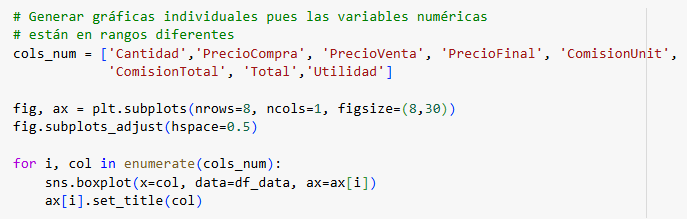 # Generar gráficas individuales pues las variables numéricas
# están en rangos diferentes
cols_num = ['Cantidad','PrecioCompra', 'PrecioVenta', 'PrecioFinal', 'ComisionUnit',
            'ComisionTotal', 'Total','Utilidad']

fig, ax = plt.subplots(nrows=8, ncols=1, figsize=(8,30))
fig.subplots_adjust(hspace=0.5)

for i, col in enumerate(cols_num):
    sns.boxplot(x=col, data=df_data, ax=ax[i])
    ax[i].set_title(col)